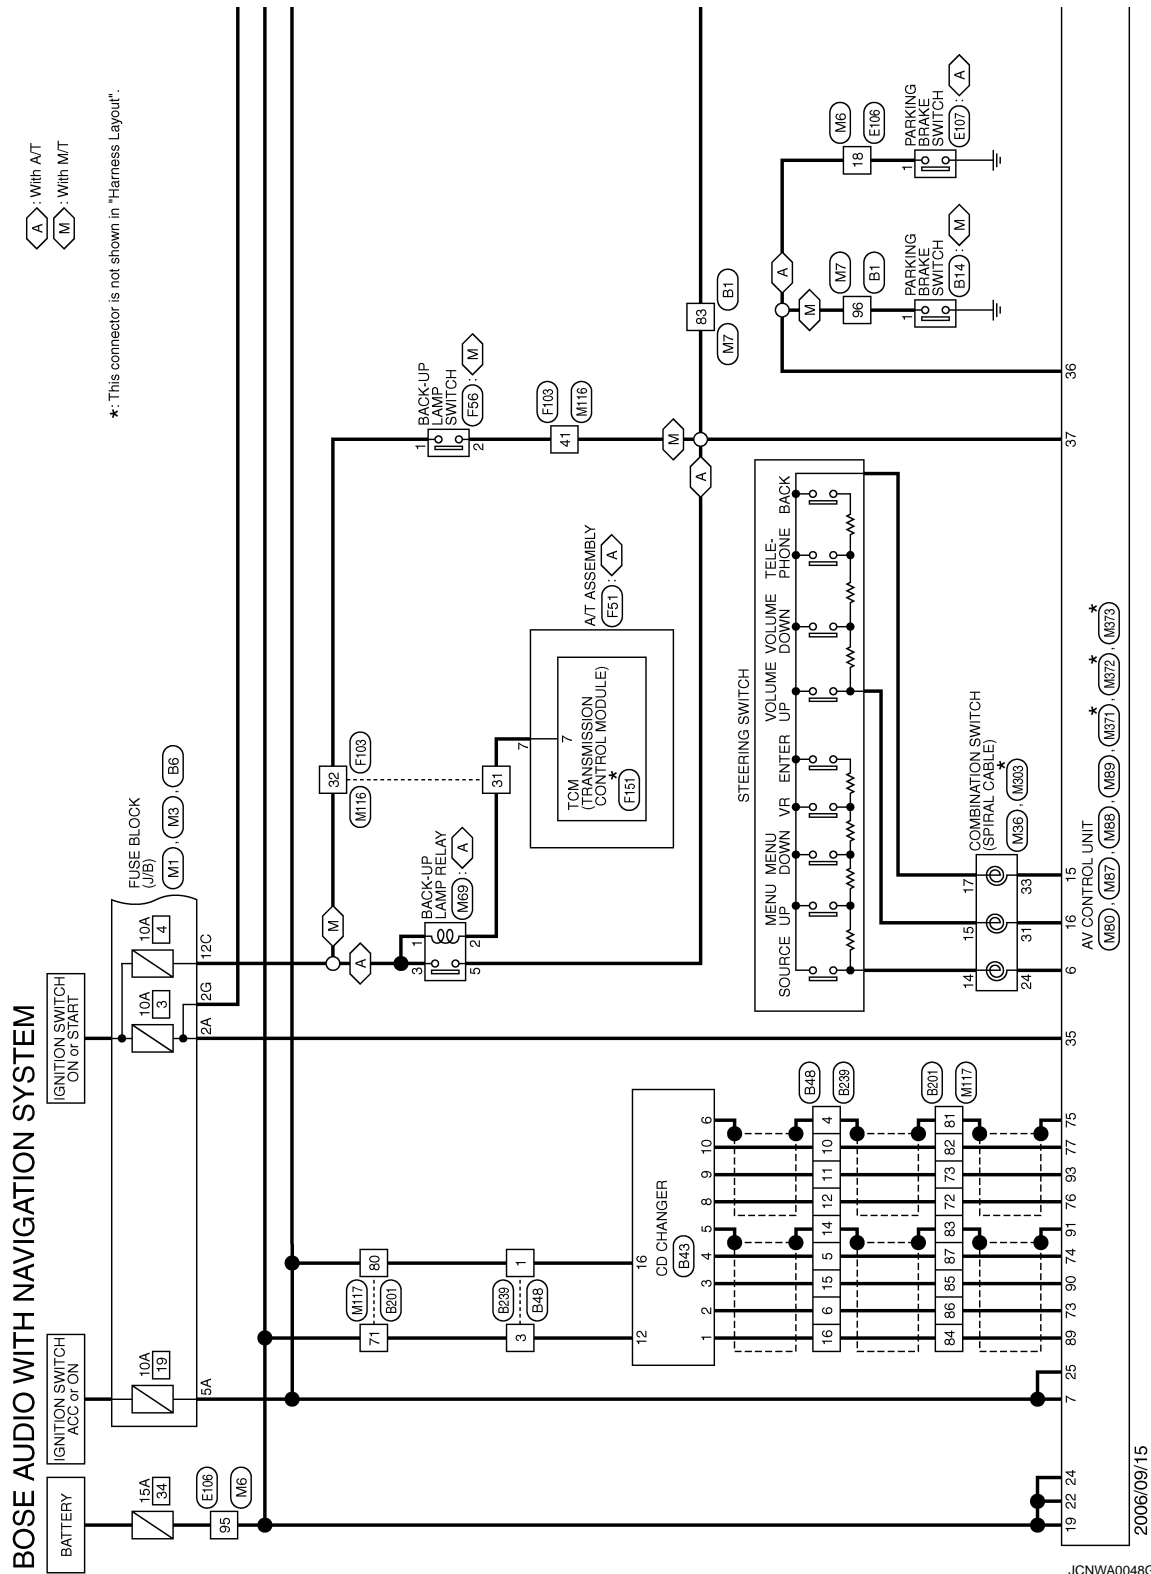 BOSE AUDIO WITH NAVIGATION SYSTEM
A : With A/T
M : With M/T
*: This connector is not shown in "Harness Layout".
BATTERY
IGNITION SWITCH
ACC or ON
IGNITION SWITCH
ON or START
FUSE BLOCK
(J/B)
M1 , M3 , B6
15A
34
10A
19
10A
3
10A
4
5A
2A
2G
12C
95
E106
M6
M
A
32
M116
F103
31
BACK-UP
LAMP RELAY
M69 : A
1
3
2
5
A/T ASSEMBLY
F51 : A
TCM
(TRANSMISSION
CONTROL MODULE)
*
F151
7
7
BACK-UP
LAMP
SWITCH
F56 : M
1
2
41
F103
M116
M
A
83
M7
B1
71
80
M117
B201
3
1
B239
B48
12
16
CD CHANGER
B43
1 2 3 4 5 8 9 10 6
16 6 15 5 14 12 11 10 4
B48
B239
84 86 85 87 83 72 73 82 81
B201
M117
STEERING SWITCH
SOURCE
MENU
UP
MENU
DOWN
VR
ENTER
VOLUME
UP
VOLUME
DOWN
TELE-
PHONE
BACK
COMBINATION SWITCH
(SPIRAL CABLE)
M36 , M303 *
14 15 17
24 31 33
A
M
96
M7
B1
18
M6
E106
PARKING
BRAKE
SWITCH
B14 : M
1
PARKING
BRAKE
SWITCH
E107 : A
1
19 22 24 7 25 89 73 90 74 91 76 93 77 75 35 6 16 15 37 36
AV CONTROL UNIT
M80 , M87 , M88 , M89 , M371 * , M372 * , M373 *
2006/09/15
JCNWA0048G